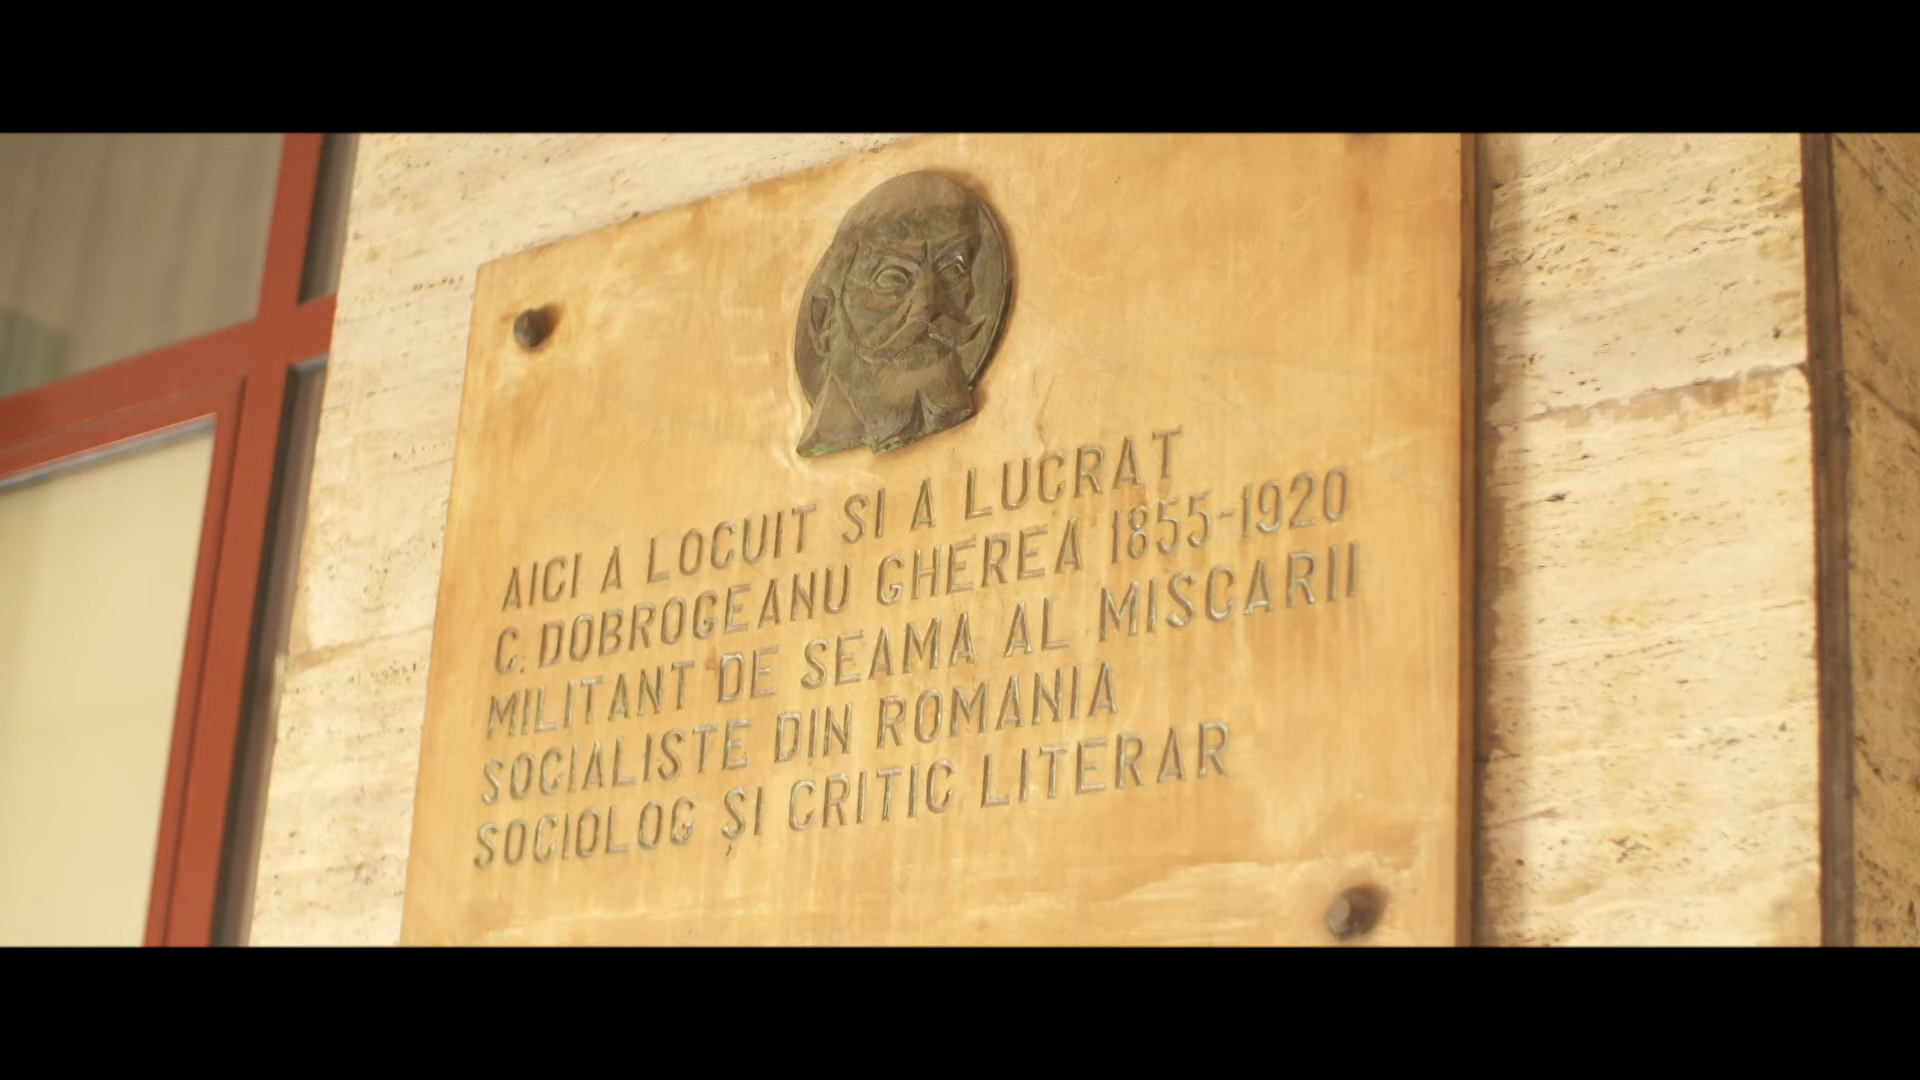 AICI A LOCUIT SI A LUCRAT
C. DOBROGEANU GHEREA 1855-1920
MILITANT DE SEAMA AL MISCARII
SOCIALISTE DIN ROMANIA
SOCIOLOG ȘI CRITIC LITERAR